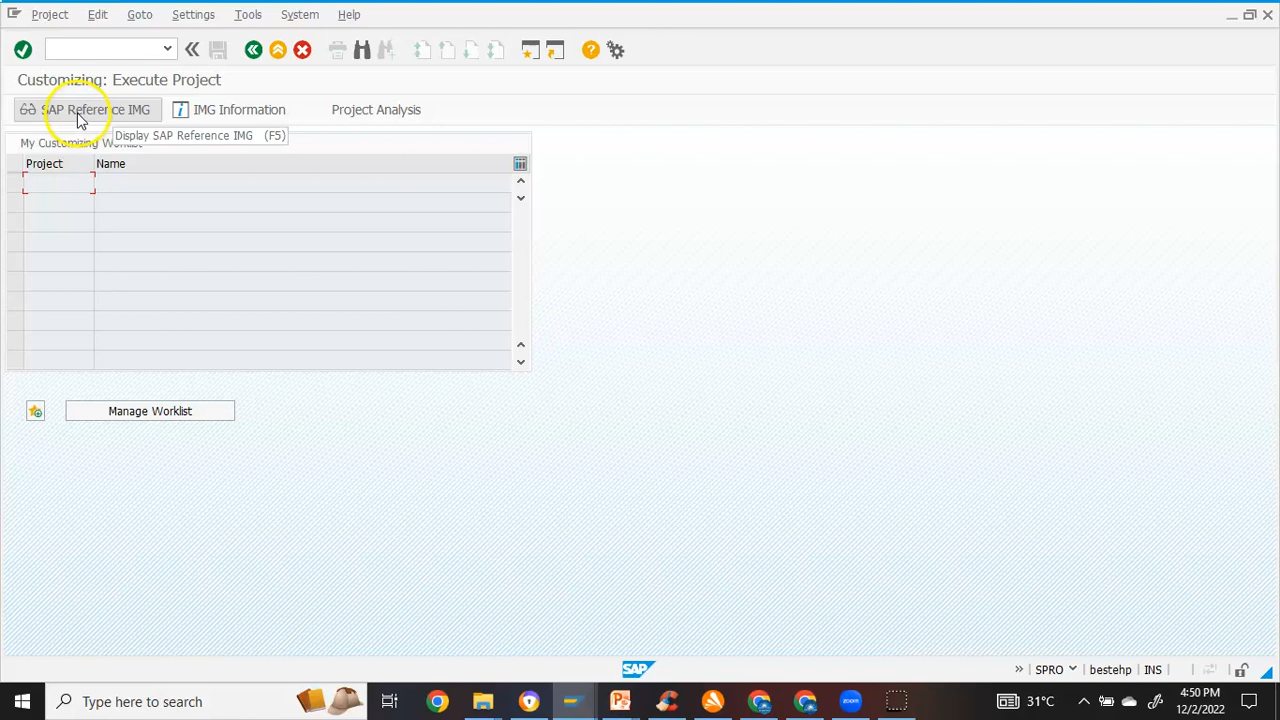 Project Edit Goto Settings Tools System Help
Customizing: Execute Project
SAP Reference IMG IMG Information Project Analysis
Display SAP Reference IMG (F5)
My Customizing Worklist
Project Name
Manage Worklist
SAP SPRO bestehp INS
Type here to search 31°C 4:50 PM
12/2/2022